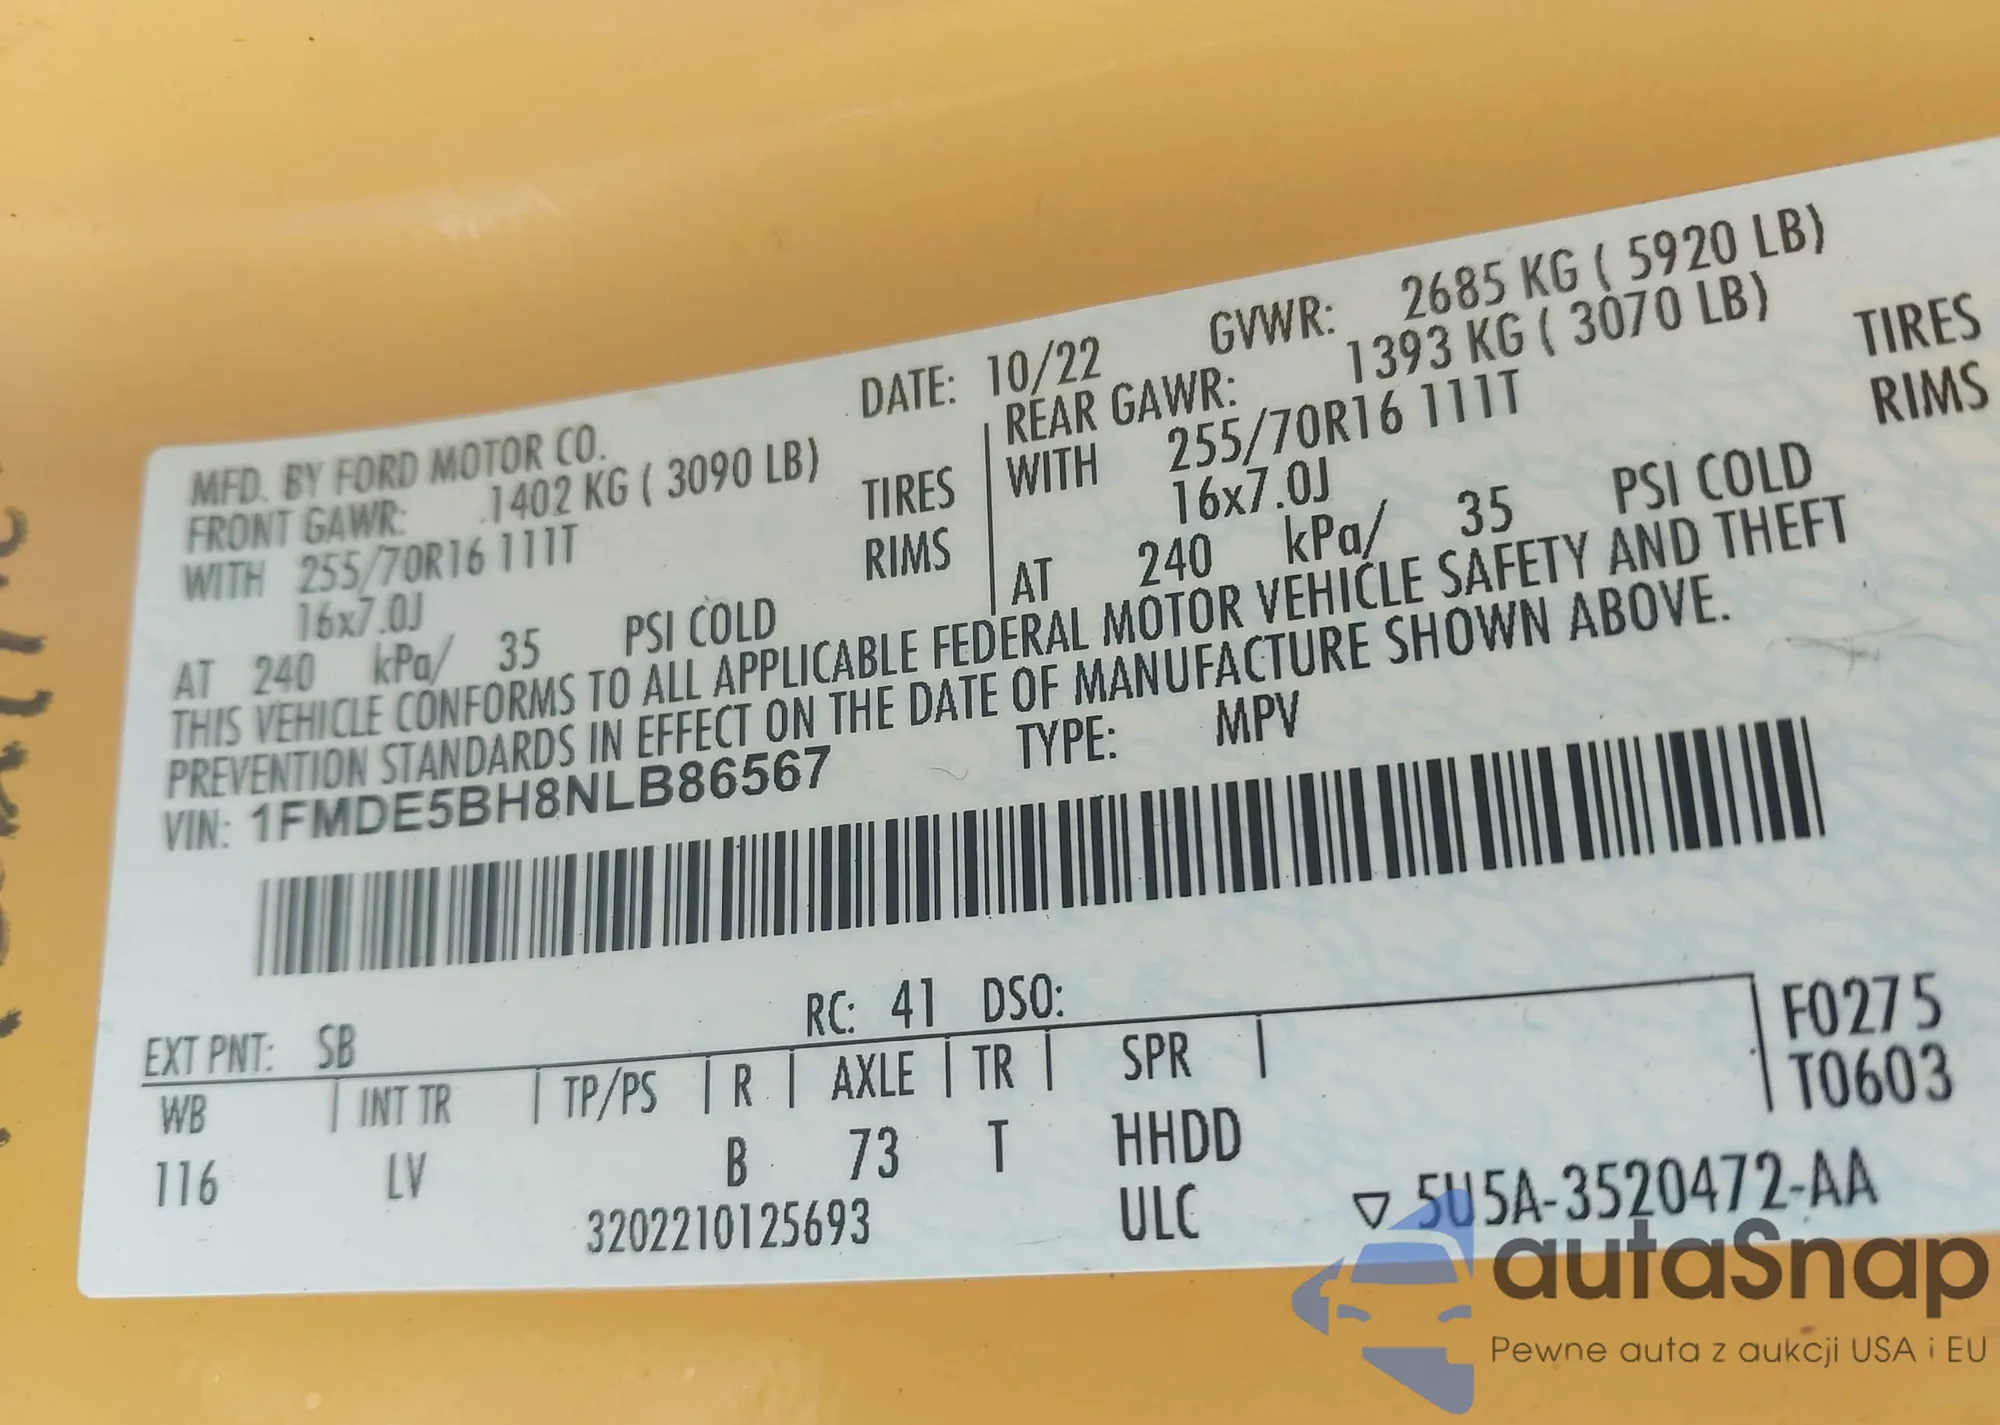 DATE: 10/22 GVWR: 2685 KG ( 5920 LB)
MFD. BY FORD MOTOR CO.
FRONT GAWR: 1402 KG ( 3090 LB)
WITH 255/70R16 111T TIRES
16x7.0J RIMS
AT 240 kPa/ 35 PSI COLD
REAR GAWR: 1393 KG ( 3070 LB)
WITH 255/70R16 111T TIRES
16x7.0J RIMS
AT 240 kPa/ 35 PSI COLD
THIS VEHICLE CONFORMS TO ALL APPLICABLE FEDERAL MOTOR VEHICLE SAFETY AND THEFT
PREVENTION STANDARDS IN EFFECT ON THE DATE OF MANUFACTURE SHOWN ABOVE.
VIN: 1FMDE5BH8NLB86567 TYPE: MPV
EXT PNT: SB RC: 41 DSO:
WB INT TR TP/PS R AXLE TR SPR
116 LV B 73 T HHDD
F0275
T0603
3202210125693 ULC ▽ 5U5A-3520472-AA
autaSnap
Pewne auta z aukcji USA i EU